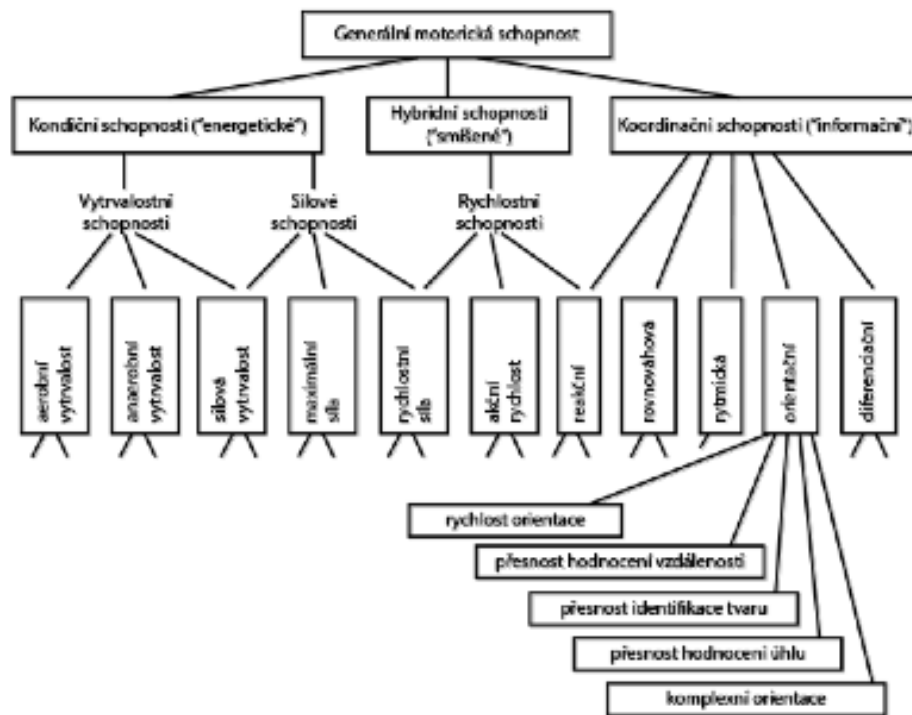 Generální motorická schopnost
Kondiční schopnosti ("energetické")
Hybridní schopnosti
("smíšené")
Koordinační schopnosti ("informační")
Vytrvalostní
schopnosti
Silové
schopnosti
Rychlostní
schopnosti
aerobní
vytrvalost
anaerobní
vytrvalost
silová
vytrvalost
maximální
síla
rychlostní
síla
akční
rychlost
reakční
rovnováhová
rytmická
orientační
diferenciační
rychlost orientace
přesnost hodnocení vzdálenosti
přesnost identifikace tvaru
přesnost hodnocení úhlu
komplexní orientace